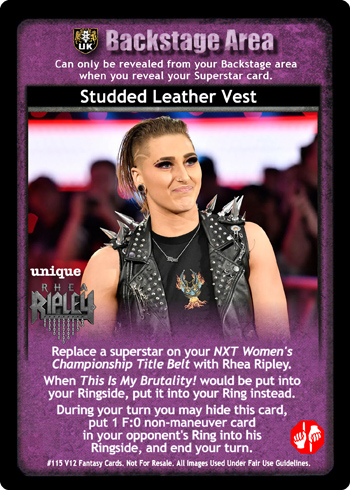 UK
Backstage Area
Can only be revealed from your Backstage area
when you reveal your Superstar card.
Studded Leather Vest
unique
RHEA
RIPLEY
Replace a superstar on your NXT Women's
Championship Title Belt with Rhea Ripley.
When This Is My Brutality! would be put into
your Ringside, put it into your Ring instead.
During your turn you may hide this card,
put 1 F:0 non-maneuver card
in your opponent's Ring into his
Ringside, and end your turn.
#115 V12 Fantasy Cards. Not For Resale. All Images Used Under Fair Use Guidelines.